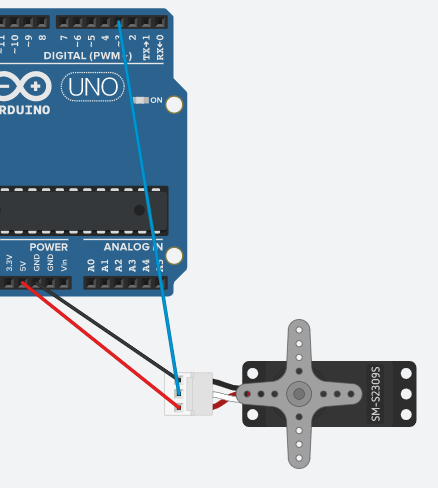 ~11
~10
~9
8
7
~6
~5
4
~3
2
TX→1
RX←0
DIGITAL (PWM~)
UNO
ON
RDUINO
POWER
ANALOG IN
3.3V
5V
GND
GND
Vin
A0
A1
A2
A3
A4
A5
SM-S2309S